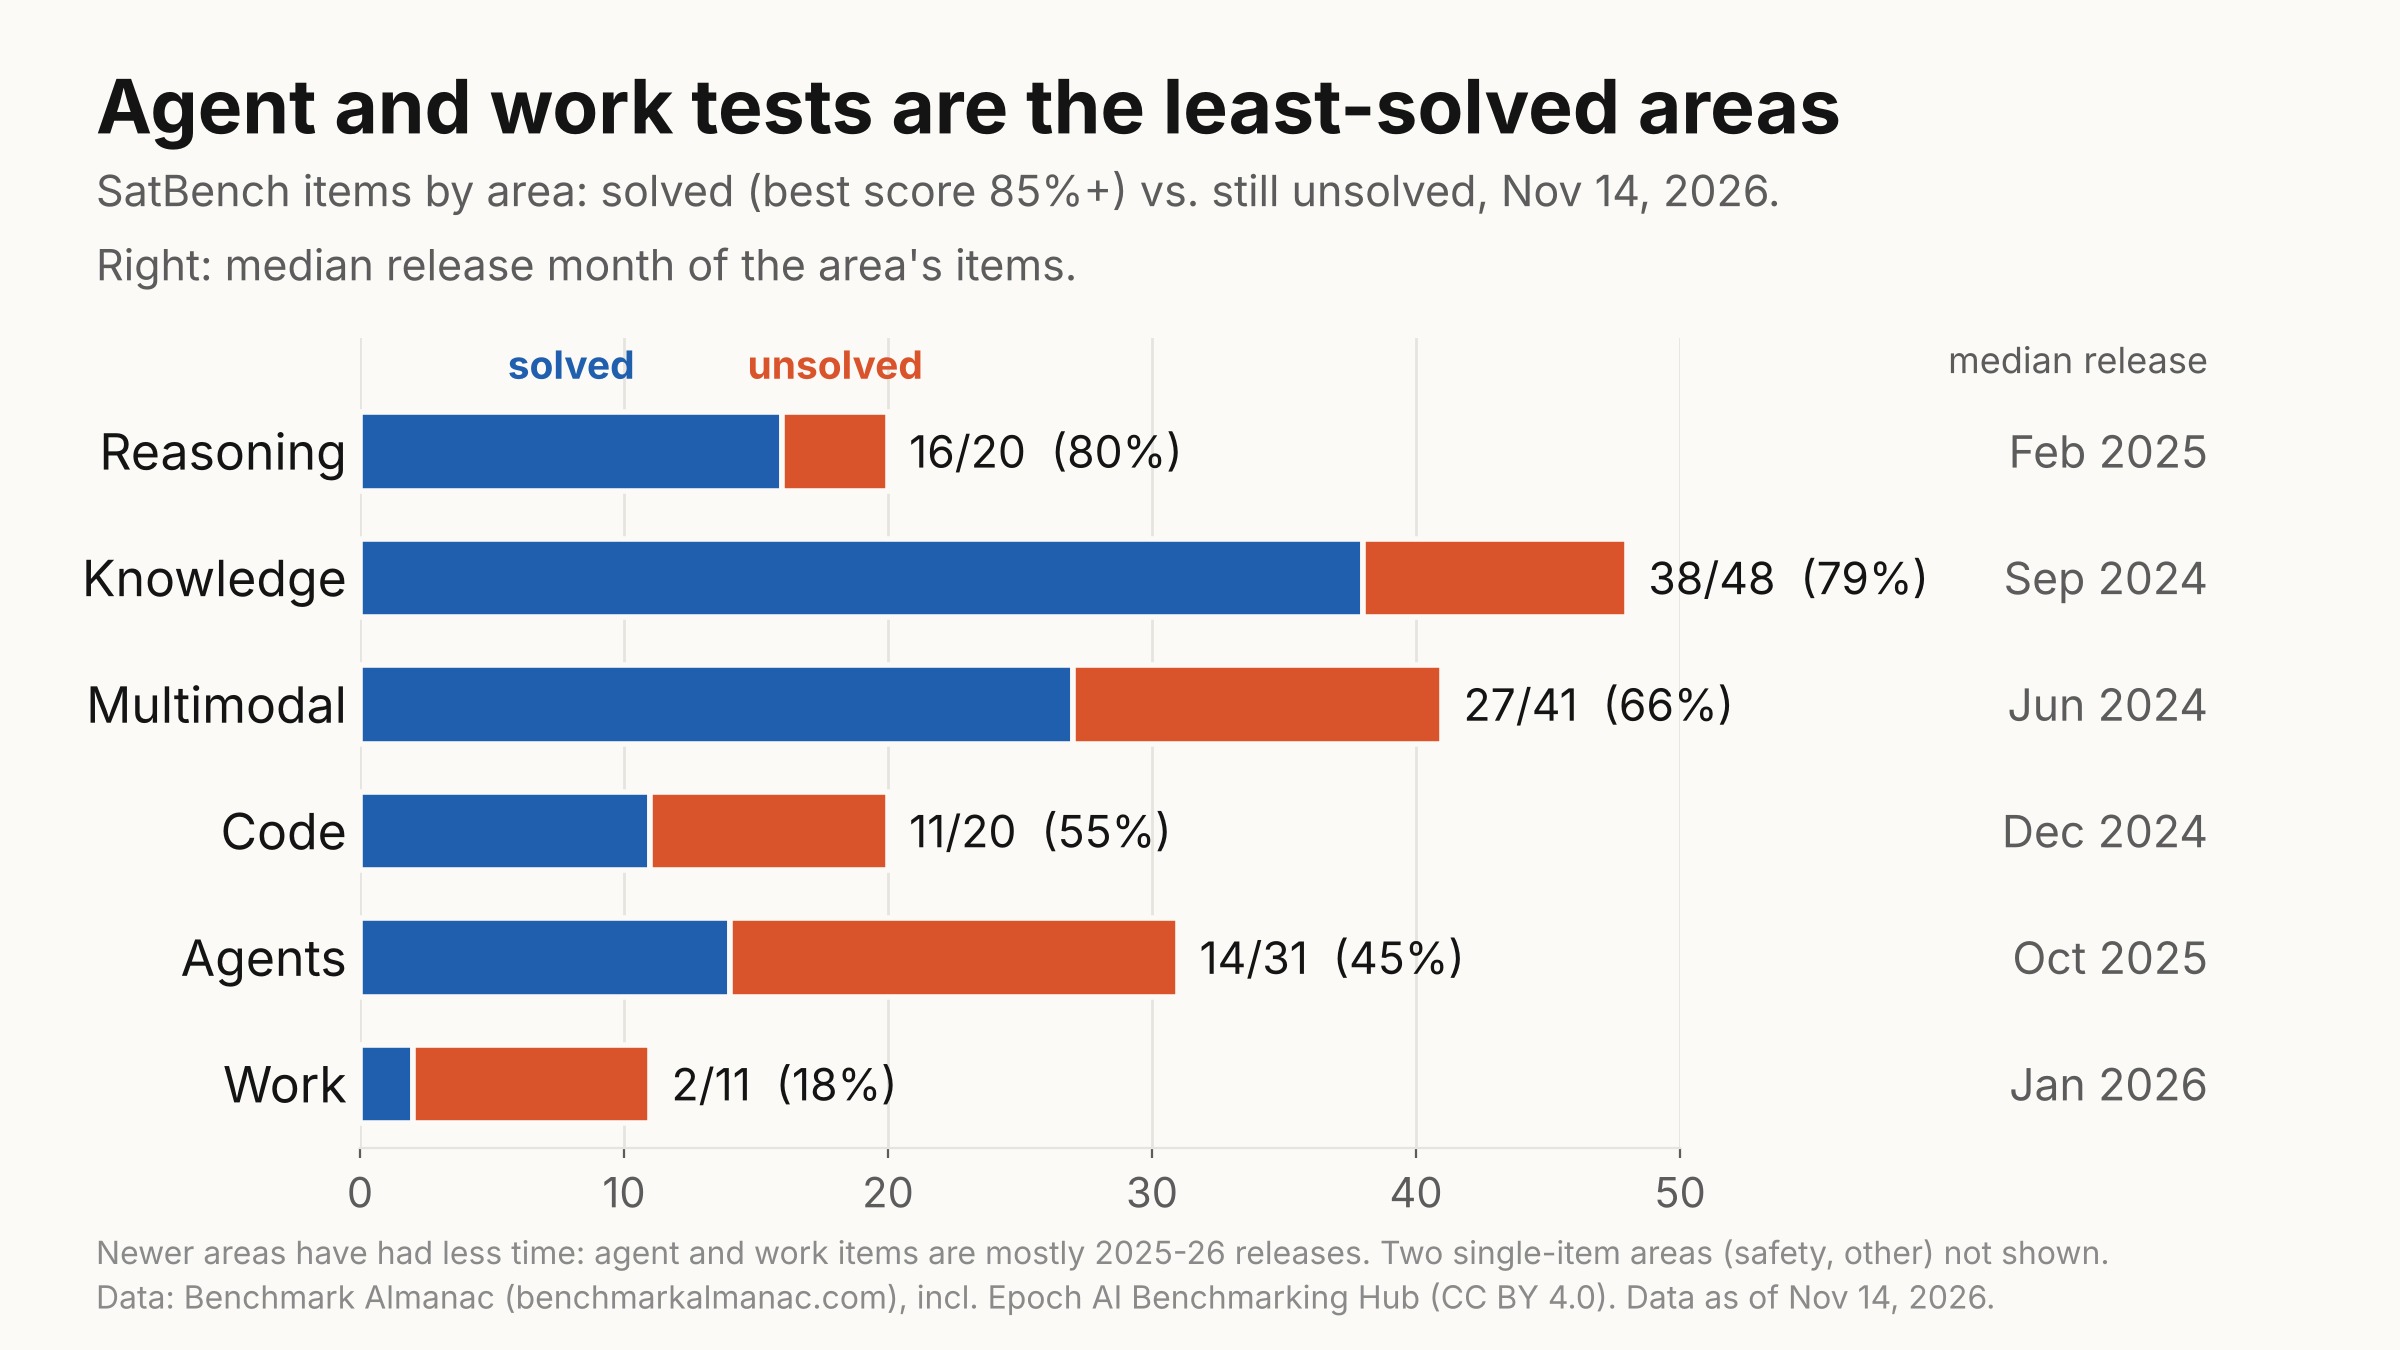 Agent and work tests are the least-solved areas
SatBench items by area: solved (best score 85%+) vs. still unsolved, Nov 14, 2026.
Right: median release month of the area's items.
solved unsolved median release
Reasoning 16/20 (80%) Feb 2025
Knowledge 38/48 (79%) Sep 2024
Multimodal 27/41 (66%) Jun 2024
Code 11/20 (55%) Dec 2024
Agents 14/31 (45%) Oct 2025
Work 2/11 (18%) Jan 2026
0 10 20 30 40 50
Newer areas have had less time: agent and work items are mostly 2025-26 releases. Two single-item areas (safety, other) not shown.
Data: Benchmark Almanac (benchmarkalmanac.com), incl. Epoch AI Benchmarking Hub (CC BY 4.0). Data as of Nov 14, 2026.